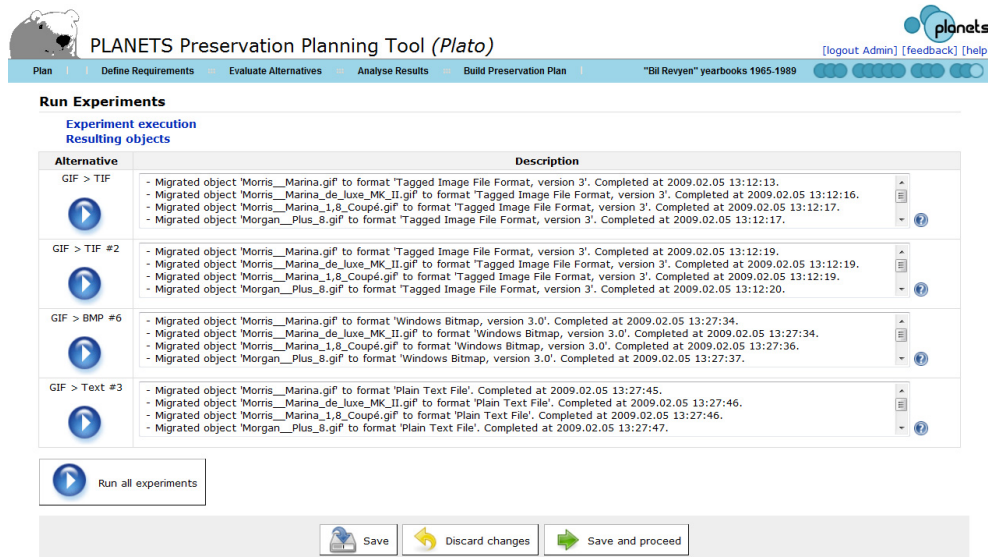 planets
PLANETS Preservation Planning Tool (Plato)
[logout Admin] [feedback] [help
Plan | Define Requirements Evaluate Alternatives Analyse Results Build Preservation Plan | "Bil Revyen" yearbooks 1965-1989
Run Experiments
Experiment execution
Resulting objects
Alternative Description
GIF > TIF
- Migrated object 'Morris__Marina.gif' to format 'Tagged Image File Format, version 3'. Completed at 2009.02.05 13:12:13.
- Migrated object 'Morris__Marina_de_luxe_MK_II.gif' to format 'Tagged Image File Format, version 3'. Completed at 2009.02.05 13:12:16.
- Migrated object 'Morris__Marina_1,8_Coupé.gif' to format 'Tagged Image File Format, version 3'. Completed at 2009.02.05 13:12:17.
- Migrated object 'Morgan__Plus_8.gif' to format 'Tagged Image File Format, version 3'. Completed at 2009.02.05 13:12:17.
GIF > TIF #2
- Migrated object 'Morris__Marina.gif' to format 'Tagged Image File Format, version 3'. Completed at 2009.02.05 13:12:19.
- Migrated object 'Morris__Marina_de_luxe_MK_II.gif' to format 'Tagged Image File Format, version 3'. Completed at 2009.02.05 13:12:19.
- Migrated object 'Morris__Marina_1,8_Coupé.gif' to format 'Tagged Image File Format, version 3'. Completed at 2009.02.05 13:12:19.
- Migrated object 'Morgan__Plus_8.gif' to format 'Tagged Image File Format, version 3'. Completed at 2009.02.05 13:12:20.
GIF > BMP #6
- Migrated object 'Morris__Marina.gif' to format 'Windows Bitmap, version 3.0'. Completed at 2009.02.05 13:27:34.
- Migrated object 'Morris__Marina_de_luxe_MK_II.gif' to format 'Windows Bitmap, version 3.0'. Completed at 2009.02.05 13:27:34.
- Migrated object 'Morris__Marina_1,8_Coupé.gif' to format 'Windows Bitmap, version 3.0'. Completed at 2009.02.05 13:27:36.
- Migrated object 'Morgan__Plus_8.gif' to format 'Windows Bitmap, version 3.0'. Completed at 2009.02.05 13:27:37.
GIF > Text #3
- Migrated object 'Morris__Marina.gif' to format 'Plain Text File'. Completed at 2009.02.05 13:27:45.
- Migrated object 'Morris__Marina_de_luxe_MK_II.gif' to format 'Plain Text File'. Completed at 2009.02.05 13:27:46.
- Migrated object 'Morris__Marina_1,8_Coupé.gif' to format 'Plain Text File'. Completed at 2009.02.05 13:27:46.
- Migrated object 'Morgan__Plus_8.gif' to format 'Plain Text File'. Completed at 2009.02.05 13:27:47.
Run all experiments
Save Discard changes Save and proceed